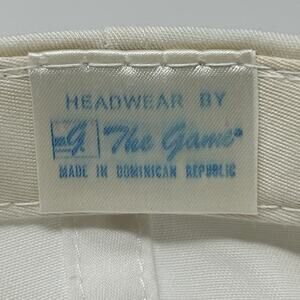 HEADWEAR BY
G. The Game®
MADE IN DOMINICAN REPUBLIC